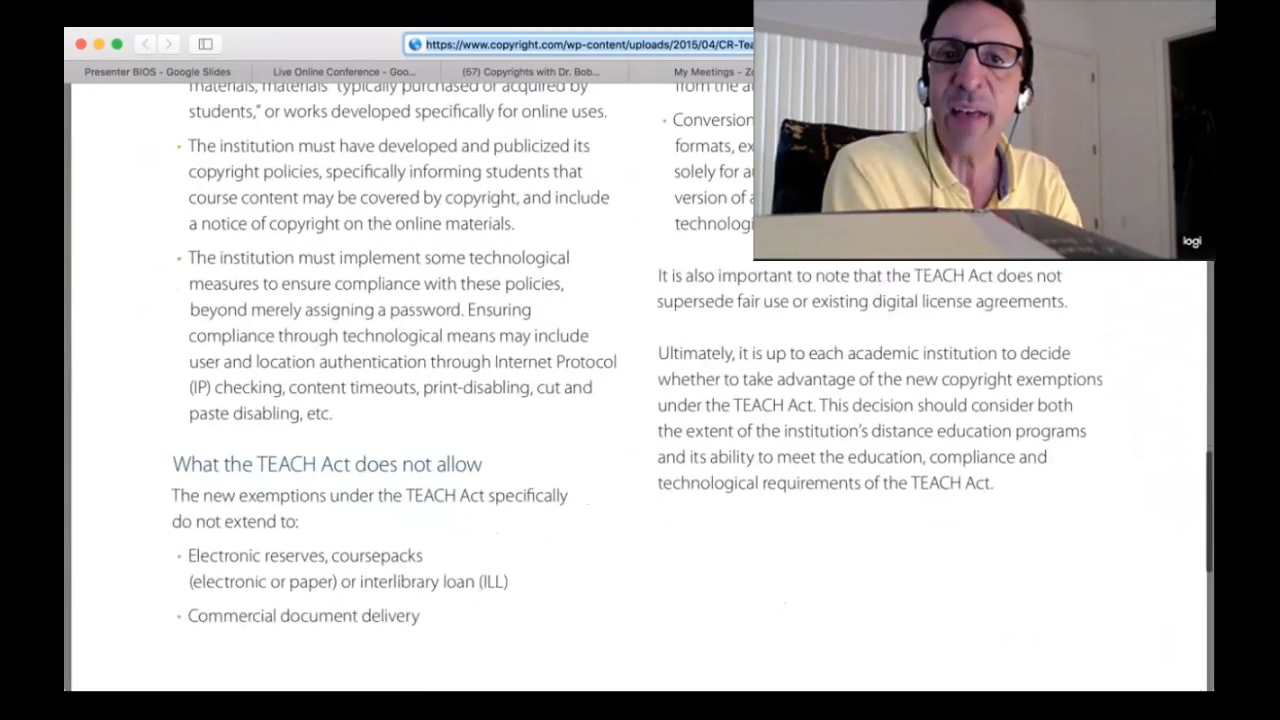 https://www.copyright.com/wp-content/uploads/2015/04/CR-Tea
Presenter BIOS - Google Slides
Live Online Conference - Goo...
(57) Copyrights with Dr. Bob...
My Meetings - Zo
materials, materials "typically purchased or acquired by
students," or works developed specifically for online uses.
• The institution must have developed and publicized its
copyright policies, specifically informing students that
course content may be covered by copyright, and include
a notice of copyright on the online materials.
• The institution must implement some technological
measures to ensure compliance with these policies,
beyond merely assigning a password. Ensuring
compliance through technological means may include
user and location authentication through Internet Protocol
(IP) checking, content timeouts, print-disabling, cut and
paste disabling, etc.
What the TEACH Act does not allow
The new exemptions under the TEACH Act specifically
do not extend to:
• Electronic reserves, coursepacks
(electronic or paper) or interlibrary loan (ILL)
• Commercial document delivery
from the a
• Conversion
formats, ex
solely for au
version of a
technologi
It is also important to note that the TEACH Act does not
supersede fair use or existing digital license agreements.
Ultimately, it is up to each academic institution to decide
whether to take advantage of the new copyright exemptions
under the TEACH Act. This decision should consider both
the extent of the institution's distance education programs
and its ability to meet the education, compliance and
technological requirements of the TEACH Act.
logi